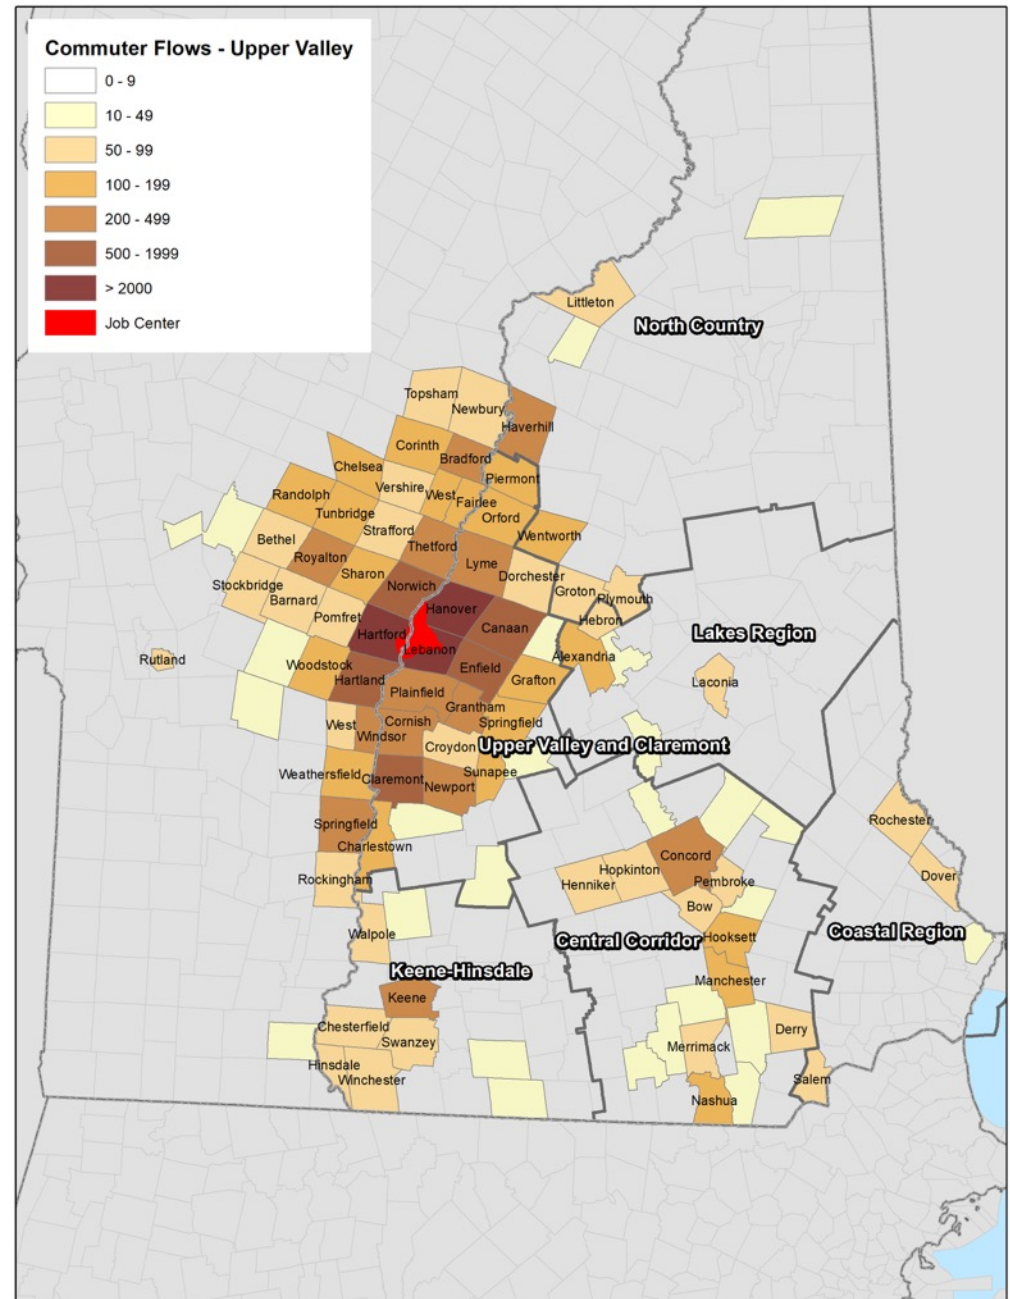 Commuter Flows - Upper Valley
0 - 9
10 - 49
50 - 99
100 - 199
200 - 499
500 - 1999
> 2000
Job Center
Littleton
North Country
Topsham
Newbury
Haverhill
Corinth
Bradford
Chelsea
Piermont
Vershire
West
Fairlee
Randolph
Tunbridge
Orford
Strafford
Wentworth
Bethel
Thetford
Royalton
Lyme
Sharon
Dorchester
Stockbridge
Norwich
Groton
Plymouth
Barnard
Hanover
Pomfret
Hebron
Canaan
Hartford
Lakes Region
Lebanon
Alexandria
Rutland
Woodstock
Enfield
Hartland
Grafton
Laconia
Plainfield
Grantham
West
Cornish
Springfield
Windsor
Croydon
Upper Valley and Claremont
Weathersfield
Claremont
Sunapee
Newport
Springfield
Rochester
Charlestown
Concord
Hopkinton
Rockingham
Henniker
Pembroke
Dover
Bow
Walpole
Central Corridor
Hooksett
Coastal Region
Keene-Hinsdale
Manchester
Keene
Chesterfield
Derry
Swanzey
Merrimack
Hinsdale
Winchester
Salem
Nashua